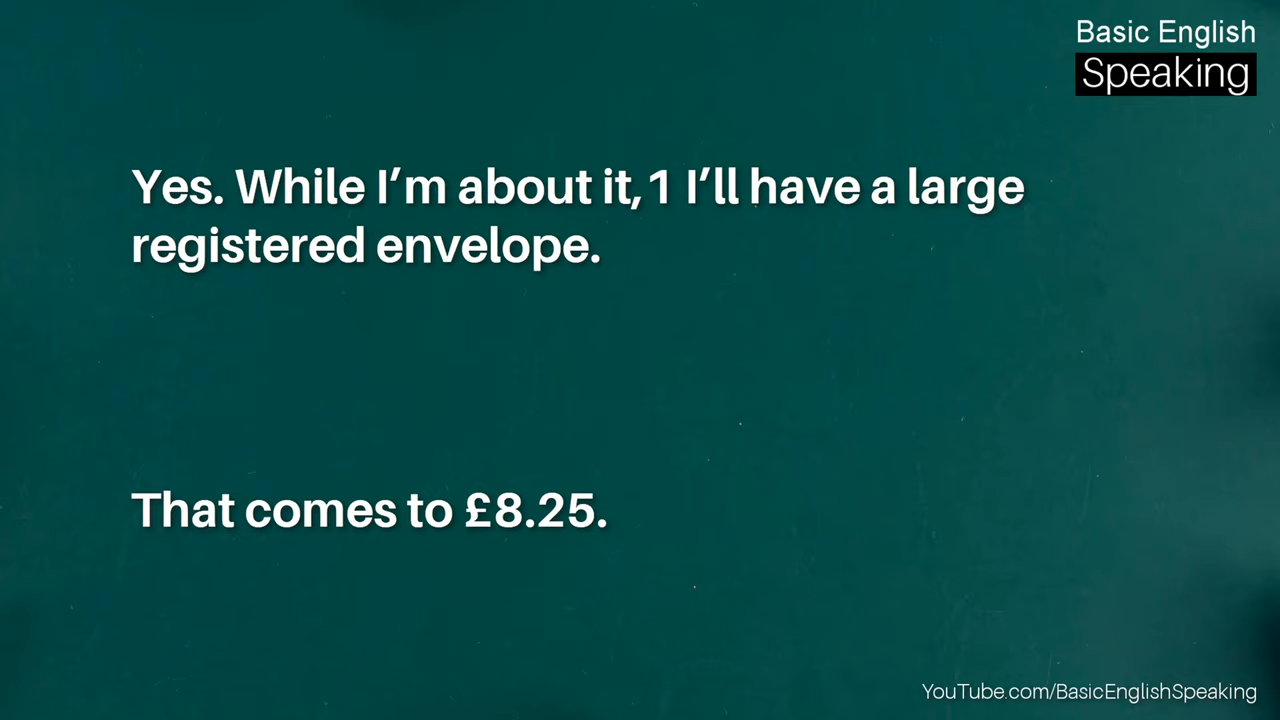 Basic English
Speaking
Yes. While I’m about it,1 I’ll have a large
registered envelope.
That comes to £8.25.
YouTube.com/BasicEnglishSpeaking